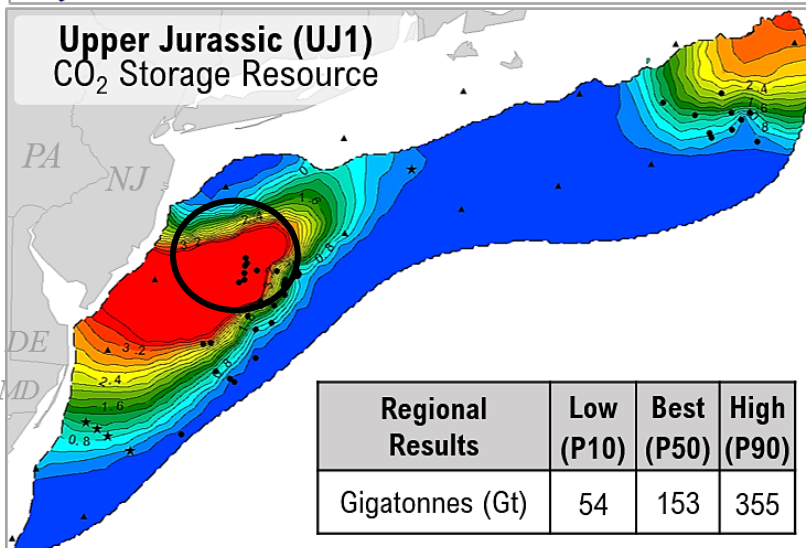 Upper Jurassic (UJ1)
CO₂ Storage Resource
PA
NJ
DE
MD
2.4
1.6
0.8
0
1.6
2.4
3.2
0.8
1.6
3.2
2.4
0.8
1.6
0.8
Regional Results
Low (P10)
Best (P50)
High (P90)
Gigatonnes (Gt)
54
153
355